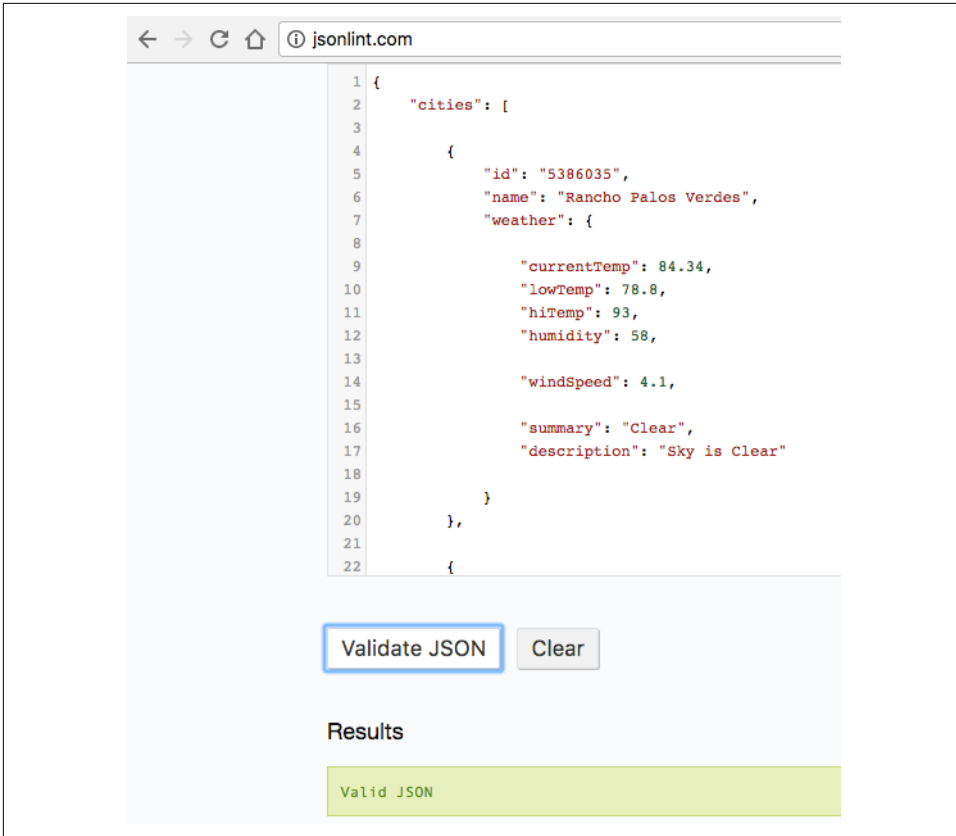 jsonlint.com
1 {
2 "cities": [
3
4 {
5 "id": "5386035",
6 "name": "Rancho Palos Verdes",
7 "weather": {
8
9 "currentTemp": 84.34,
10 "lowTemp": 78.8,
11 "hiTemp": 93,
12 "humidity": 58,
13
14 "windSpeed": 4.1,
15
16 "summary": "Clear",
17 "description": "Sky is Clear"
18
19 }
20 },
21
22 {
Validate JSON Clear
Results
Valid JSON